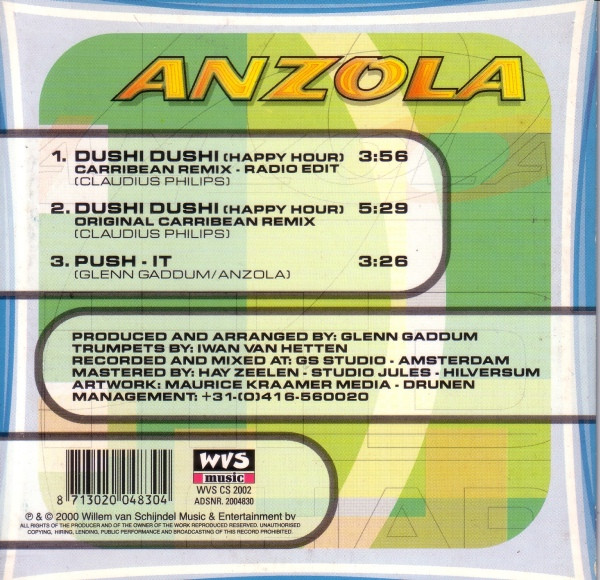 ANZOLA
1. DUSHI DUSHI (HAPPY HOUR) 3:56
CARRIBEAN REMIX - RADIO EDIT
(CLAUDIUS PHILIPS)
2. DUSHI DUSHI (HAPPY HOUR) 5:29
ORIGINAL CARRIBEAN REMIX
(CLAUDIUS PHILIPS)
3. PUSH - IT 3:26
(GLENN GADDUM/ANZOLA)
PRODUCED AND ARRANGED BY: GLENN GADDUM
TRUMPETS BY: IWAN VAN HETTEN
RECORDED AND MIXED AT: GS STUDIO - AMSTERDAM
MASTERED BY: HAY ZEELEN - STUDIO JULES - HILVERSUM
ARTWORK: MAURICE KRAAMER MEDIA - DRUNEN
MANAGEMENT: +31-(0)416-560020
WVS
music
8 713020 048304
WVS CS 2002
ADSNR. 2004830
℗ & © 2000 Willem van Schijndel Music & Entertainment bv
ALL RIGHTS OF THE PRODUCER AND OF THE OWNER OF THE WORK REPRODUCED RESERVED. UNAUTHORISED
COPYING, HIRING, LENDING, PUBLIC PERFORMANCE AND BROADCASTING OF THIS RECORD PROHIBITED.